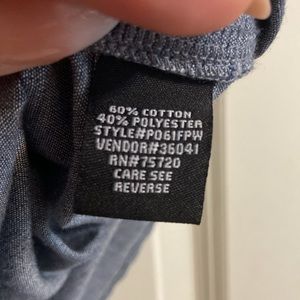 60% COTTON
40% POLYESTER
STYLE#P061FPW
VENDOR#36041
RN#75720
CARE SEE
REVERSE